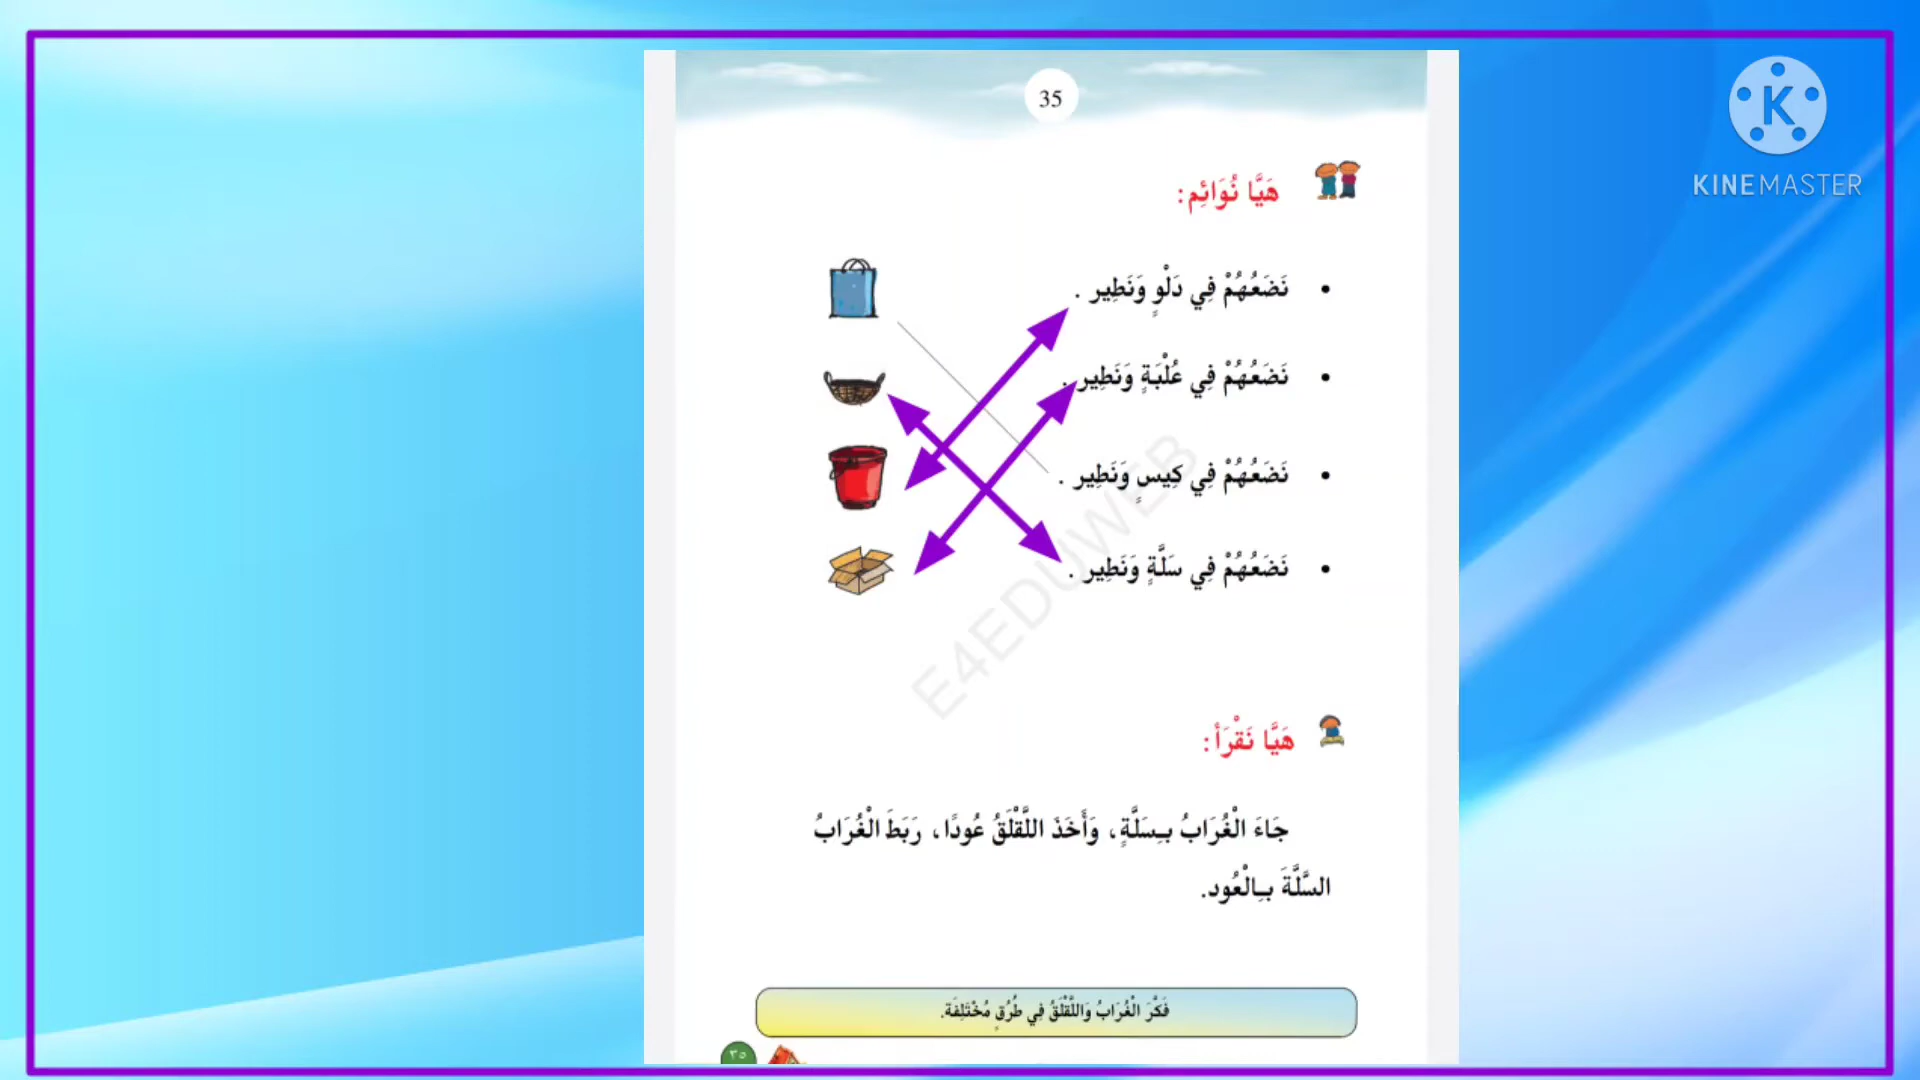 35
KINEMASTER
هَيَّا نُوَائِم:
نَضَعُهُمْ فِي دَلْوٍ وَنَطِير .
نَضَعُهُمْ فِي عُلْبَةٍ وَنَطِير .
نَضَعُهُمْ فِي كِيسٍ وَنَطِير .
نَضَعُهُمْ فِي سَلَّةٍ وَنَطِير .
E4EDUWEB
هَيَّا نَقْرَأ:
جَاءَ الْغُرَابُ بِسَلَّةٍ، وَأَخَذَ اللَّقْلَقُ عُودًا، رَبَطَ الْغُرَابُ
السَّلَّةَ بِالْعُود.
فَكَّرَ الْغُرَابُ وَاللَّقْلَقُ فِي طُرُقٍ مُخْتَلِفَة.
٣٥